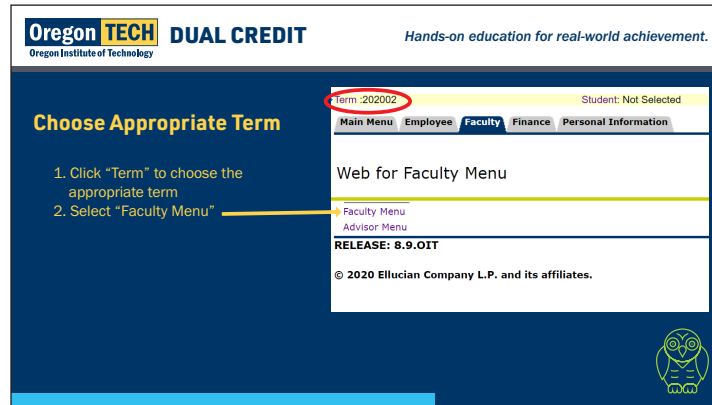 Oregon TECH DUAL CREDIT
Oregon Institute of Technology
Hands-on education for real-world achievement.
Choose Appropriate Term
1. Click “Term” to choose the
appropriate term
2. Select “Faculty Menu”
Term :202002 Student: Not Selected
Main Menu Employee Faculty Finance Personal Information
Web for Faculty Menu
Faculty Menu
Advisor Menu
RELEASE: 8.9.OIT
© 2020 Ellucian Company L.P. and its affiliates.